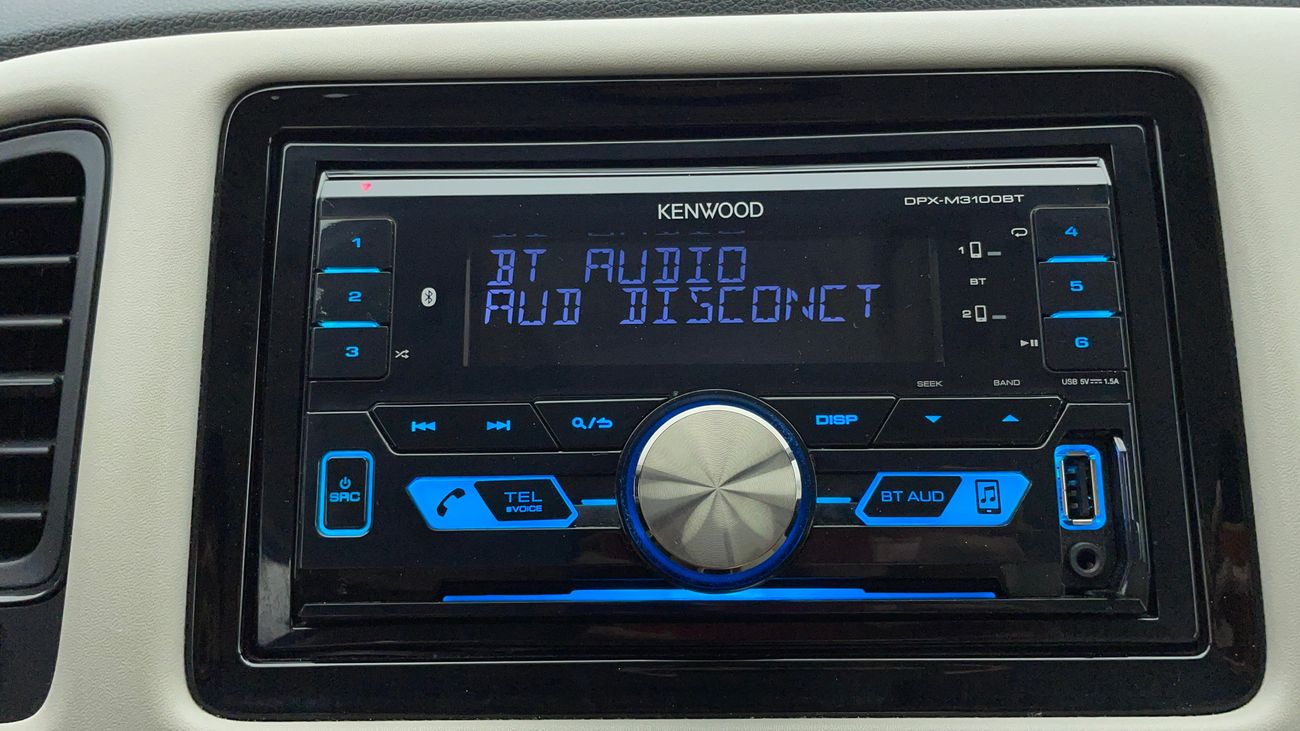 KENWOOD
DPX-M3100BT
1
2
3
BT AUDIO
AUD DISCONCT
1
BT
2
4
5
6
USB 5V 1.5A
SEEK
BAND
DISP
SRC
TEL
VOICE
BT AUD